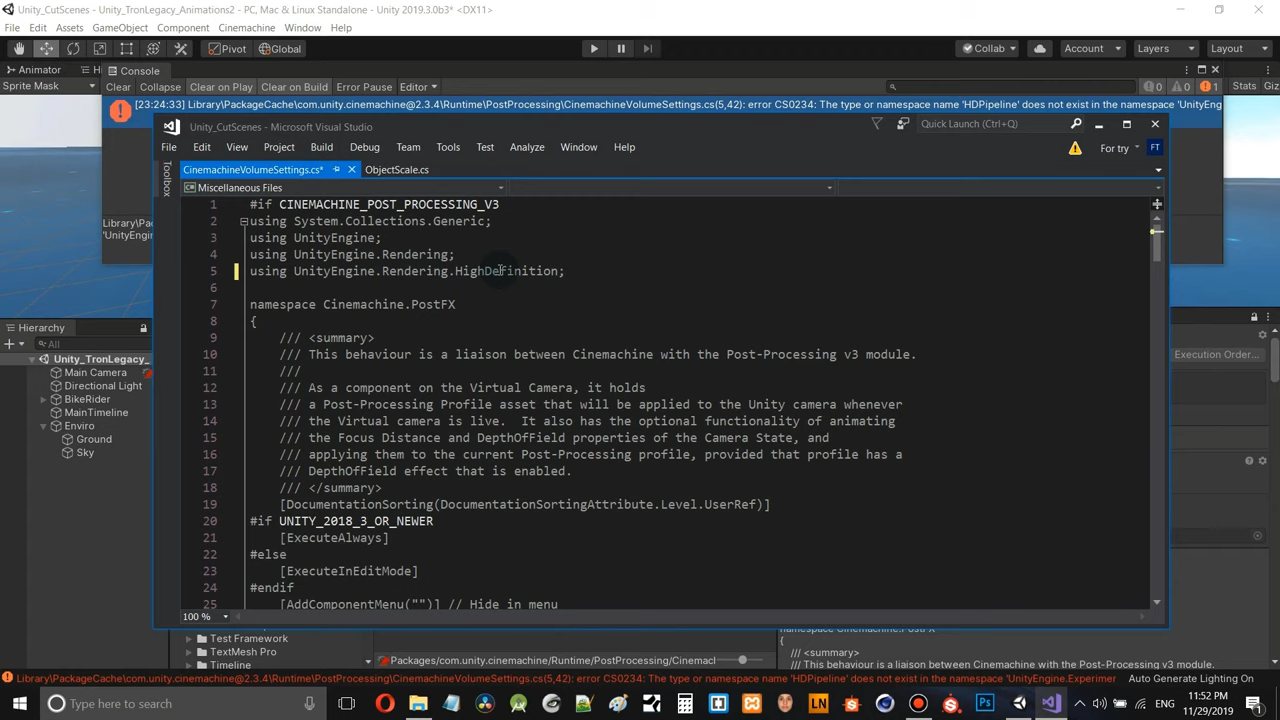 Unity_CutScenes - Unity_TronLegacy_Animations2 - PC, Mac & Linux Standalone - Unity 2019.3.0b3* <DX11>
File Edit Assets GameObject Component Cinemachine Window Help
Pivot Global Collab Account Layers Layout
Animator H Console
Sprite Mask Clear Collapse Clear on Play Clear on Build Error Pause Editor 0 0 1 Stats Giz
[23:24:33] Library\PackageCache\com.unity.cinemachine@2.3.4\Runtime\PostProcessing\CinemachineVolumeSettings.cs(5,42): error CS0234: The type or namespace name 'HDPipeline' does not exist in the namespace 'UnityEng
Unity_CutScenes - Microsoft Visual Studio Quick Launch (Ctrl+Q)
File Edit View Project Build Debug Team Tools Test Analyze Window Help For try FT
Toolbox
CinemachineVolumeSettings.cs* ObjectScale.cs
Miscellaneous Files
1 #if CINEMACHINE_POST_PROCESSING_V3
2 using System.Collections.Generic;
3 using UnityEngine;
4 using UnityEngine.Rendering;
5 using UnityEngine.Rendering.HighDefinition;
6
7 namespace Cinemachine.PostFX
8 {
9 /// <summary>
10 /// This behaviour is a liaison between Cinemachine with the Post-Processing v3 module.
11 ///
12 /// As a component on the Virtual Camera, it holds
13 /// a Post-Processing Profile asset that will be applied to the Unity camera whenever
14 /// the Virtual camera is live.  It also has the optional functionality of animating
15 /// the Focus Distance and DepthOfField properties of the Camera State, and
16 /// applying them to the current Post-Processing profile, provided that profile has a
17 /// DepthOfField effect that is enabled.
18 /// </summary>
19 [DocumentationSorting(DocumentationSortingAttribute.Level.UserRef)]
20 #if UNITY_2018_3_OR_NEWER
21 [ExecuteAlways]
22 #else
23 [ExecuteInEditMode]
24 #endif
25 [AddComponentMenu("")] // Hide in menu
100 %
Library\
'UnityEn
Hierarchy
All
Unity_TronLegacy_
Main Camera
Directional Light
BikeRider
MainTimeline
Enviro
Ground
Sky
Execution Order...
Test Framework
TextMesh Pro
Timeline
Packages/com.unity.cinemachine/Runtime/PostProcessing/Cinemacl
namespace Cinemachine.PostFX
{
/// <summary>
/// This behaviour is a liaison between Cinemachine with the Post-Processing v3 module.
Library\PackageCache\com.unity.cinemachine@2.3.4\Runtime\PostProcessing\CinemachineVolumeSettings.cs(5,42): error CS0234: The type or namespace name 'HDPipeline' does not exist in the namespace 'UnityEngine.Experimer Auto Generate Lighting On
Type here to search
ENG
11:52 PM
11/29/2019